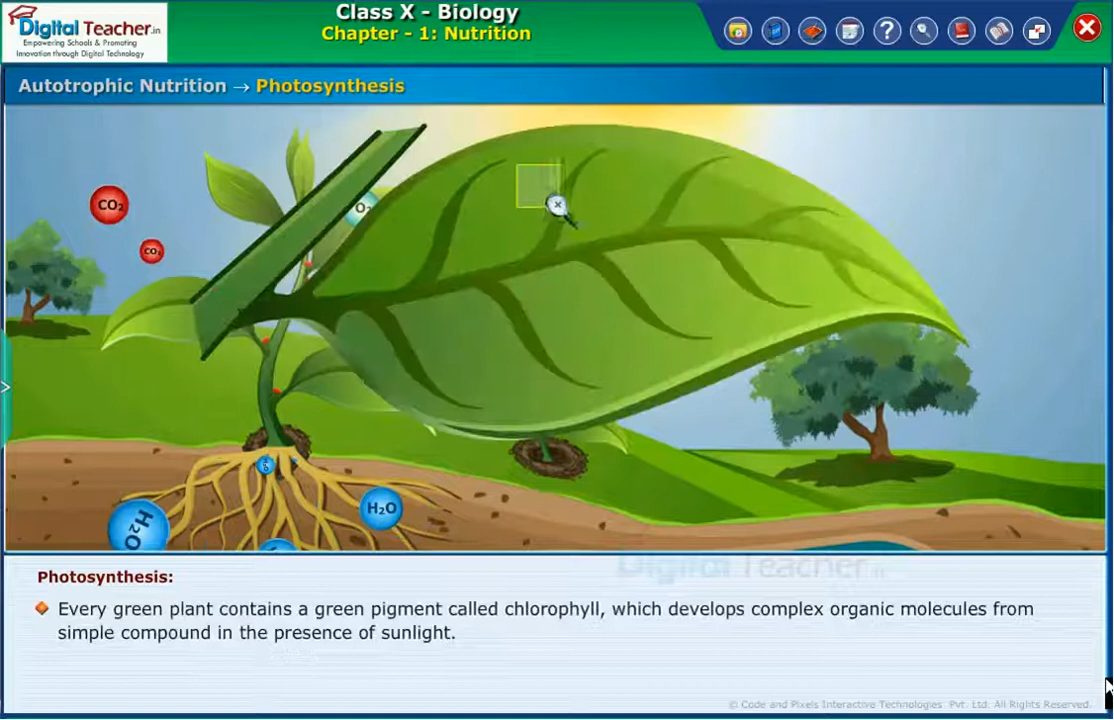 Digital Teacher.in
Empowering Schools & Promoting
Innovation through Digital Technology
Class X - Biology
Chapter - 1: Nutrition
Autotrophic Nutrition → Photosynthesis
CO₂
CO₂
O₂
H₂O
H₂O
Photosynthesis:
Digital Teacher.in
Every green plant contains a green pigment called chlorophyll, which develops complex organic molecules from
simple compound in the presence of sunlight.
© Code and Pixels Interactive Technologies Pvt. Ltd. All Rights Reserved.